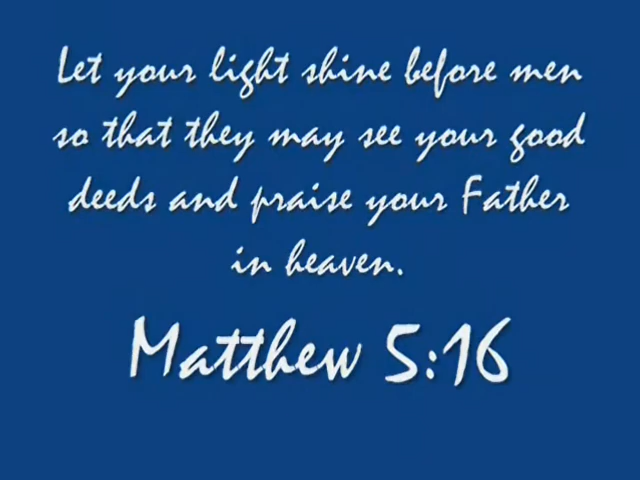 Let your light shine before men
so that they may see your good
deeds and praise your Father
in heaven.
Matthew 5:16